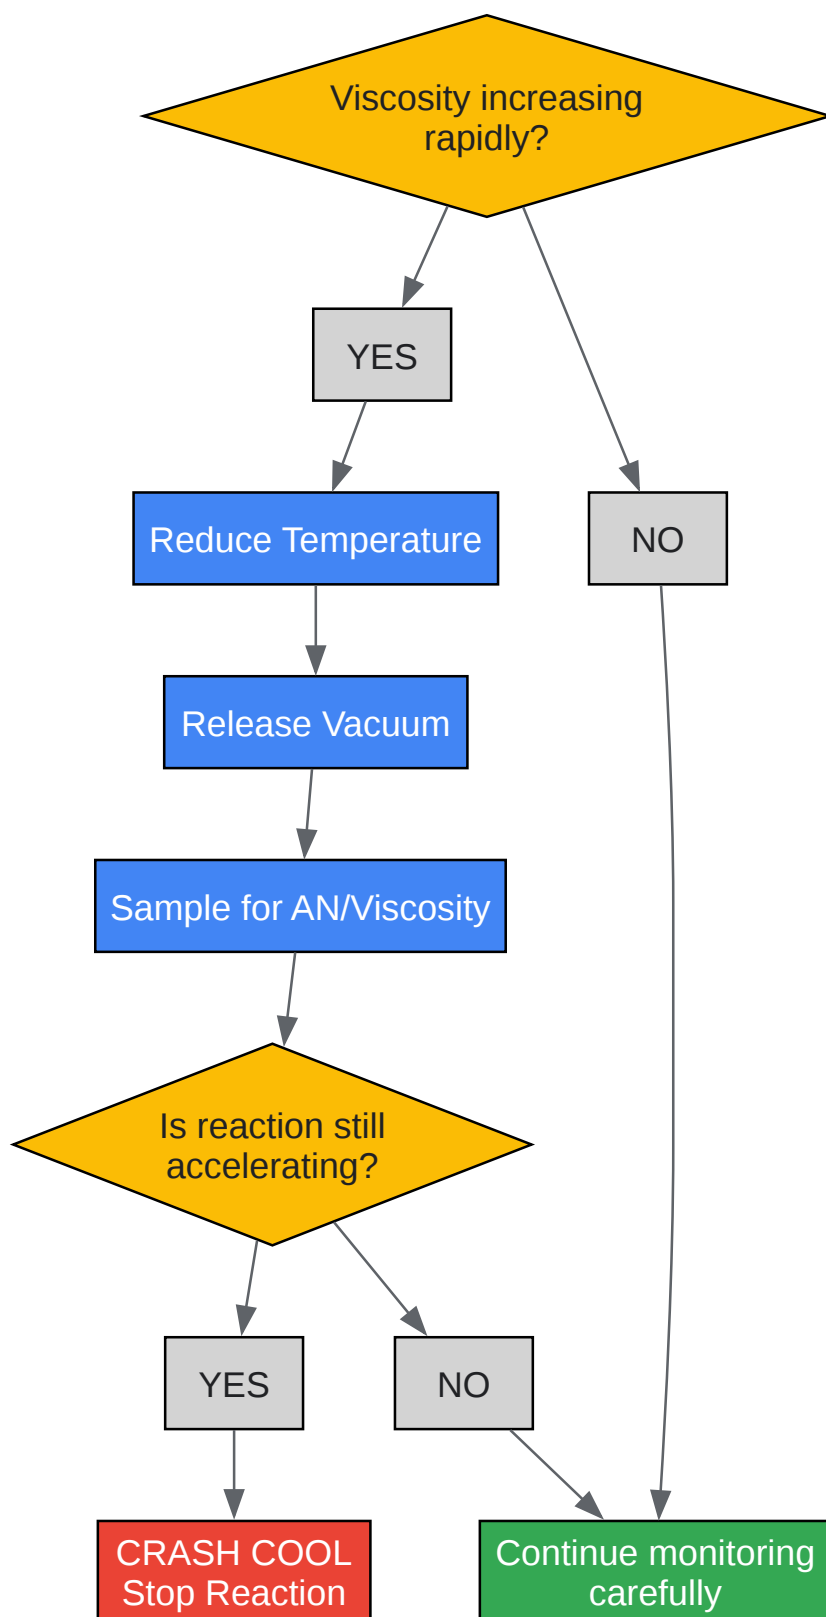 Viscosity increasing
rapidly?
YES
Reduce Temperature
NO
Release Vacuum
Sample for AN/Viscosity
Is reaction still
accelerating?
YES
NO
CRASH COOL
Stop Reaction
Continue monitoring
carefully